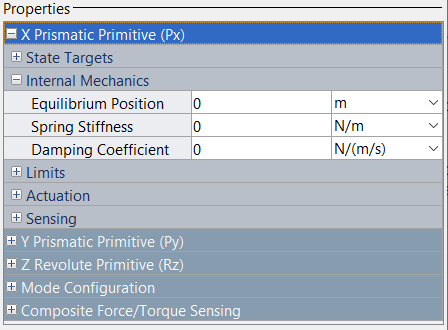 Properties
X Prismatic Primitive (Px)
State Targets
Internal Mechanics
Equilibrium Position 0 m
Spring Stiffness 0 N/m
Damping Coefficient 0 N/(m/s)
Limits
Actuation
Sensing
Y Prismatic Primitive (Py)
Z Revolute Primitive (Rz)
Mode Configuration
Composite Force/Torque Sensing